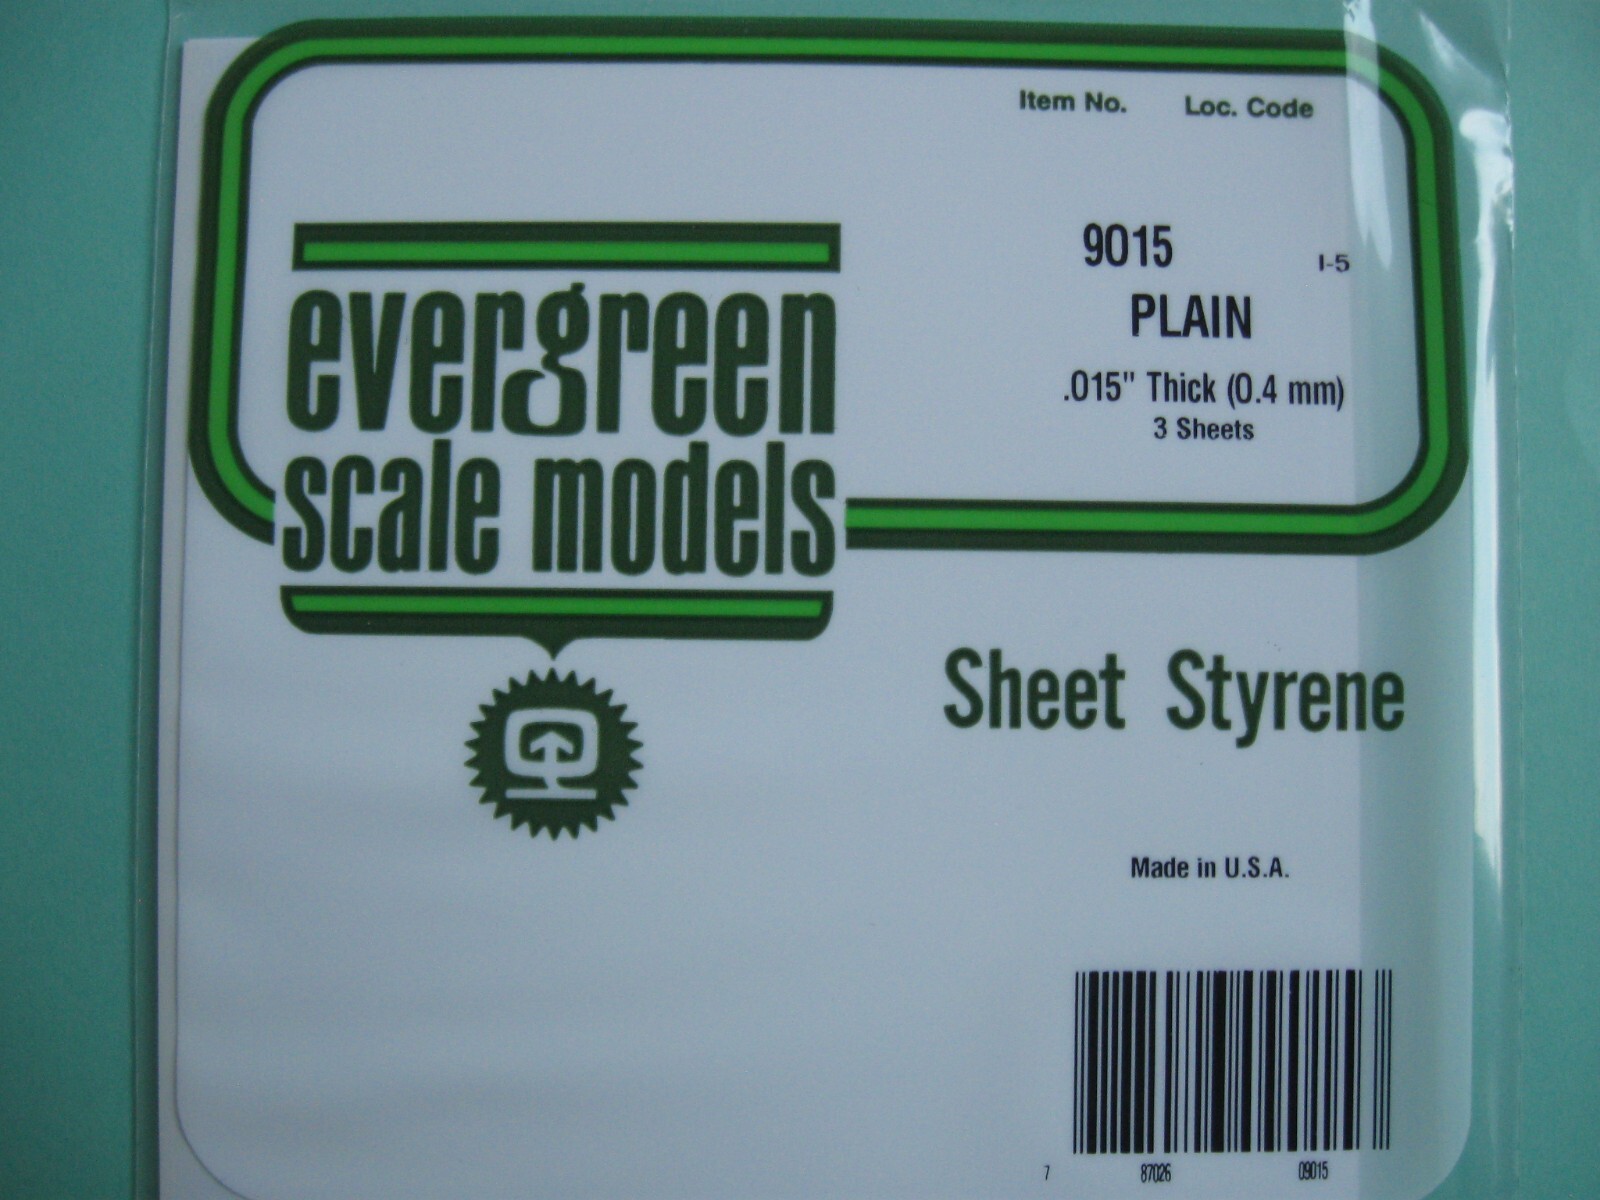 Item No. Loc. Code
9015 I-5
PLAIN
.015" Thick (0.4 mm)
3 Sheets
evergreen
scale models
Sheet Styrene
Made in U.S.A.
7 87026 09015